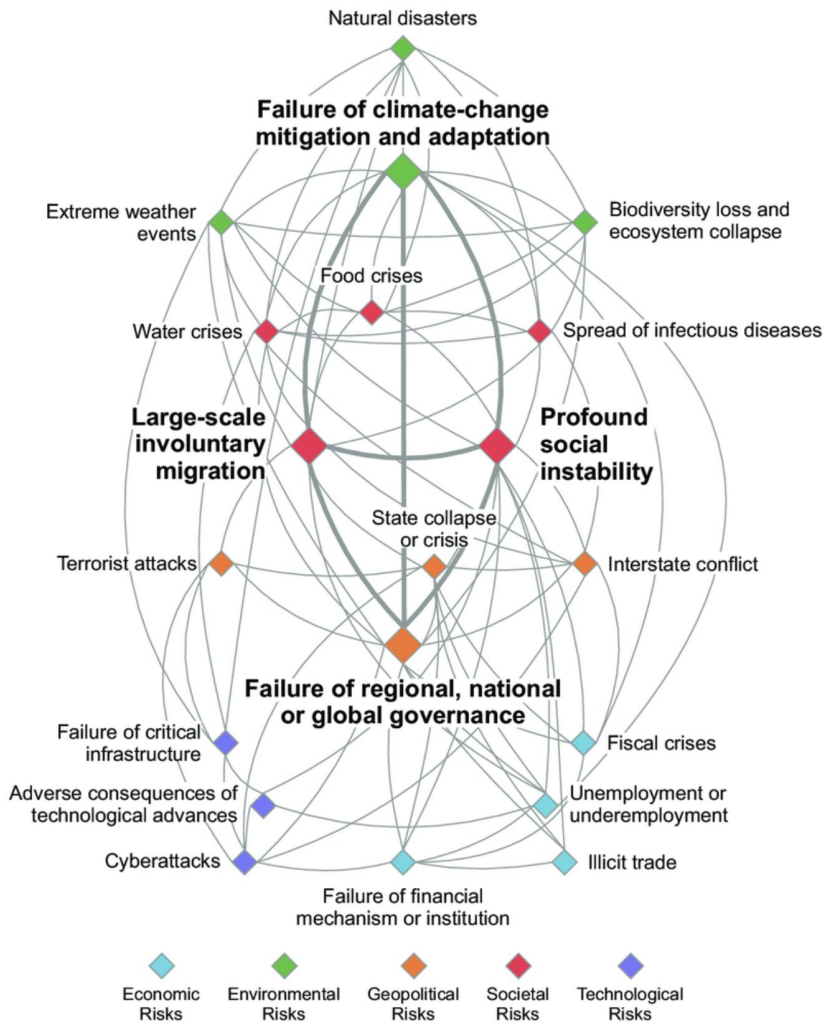 Natural disasters
Failure of climate-change
mitigation and adaptation
Extreme weather
events
Biodiversity loss and
ecosystem collapse
Food crises
Water crises
Spread of infectious diseases
Large-scale
involuntary
migration
Profound
social
instability
State collapse
or crisis
Terrorist attacks
Interstate conflict
Failure of regional, national
or global governance
Failure of critical
infrastructure
Fiscal crises
Adverse consequences of
technological advances
Unemployment or
underemployment
Cyberattacks
Illicit trade
Failure of financial
mechanism or institution
Economic
Risks
Environmental
Risks
Geopolitical
Risks
Societal
Risks
Technological
Risks